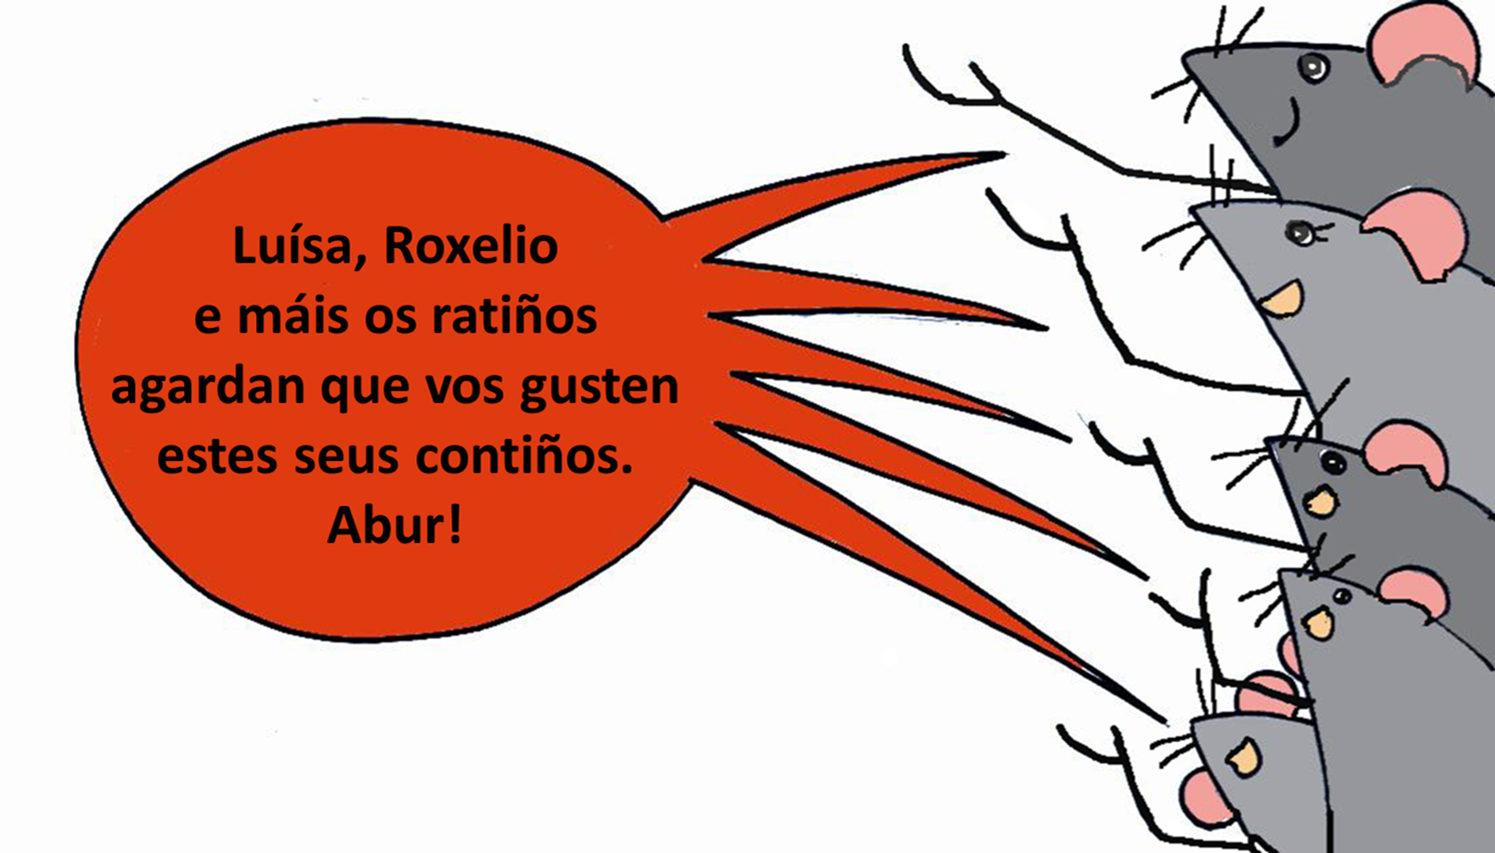 Luísa, Roxelio
e máis os ratiños
agardan que vos gusten
estes seus contiños.
Abur!